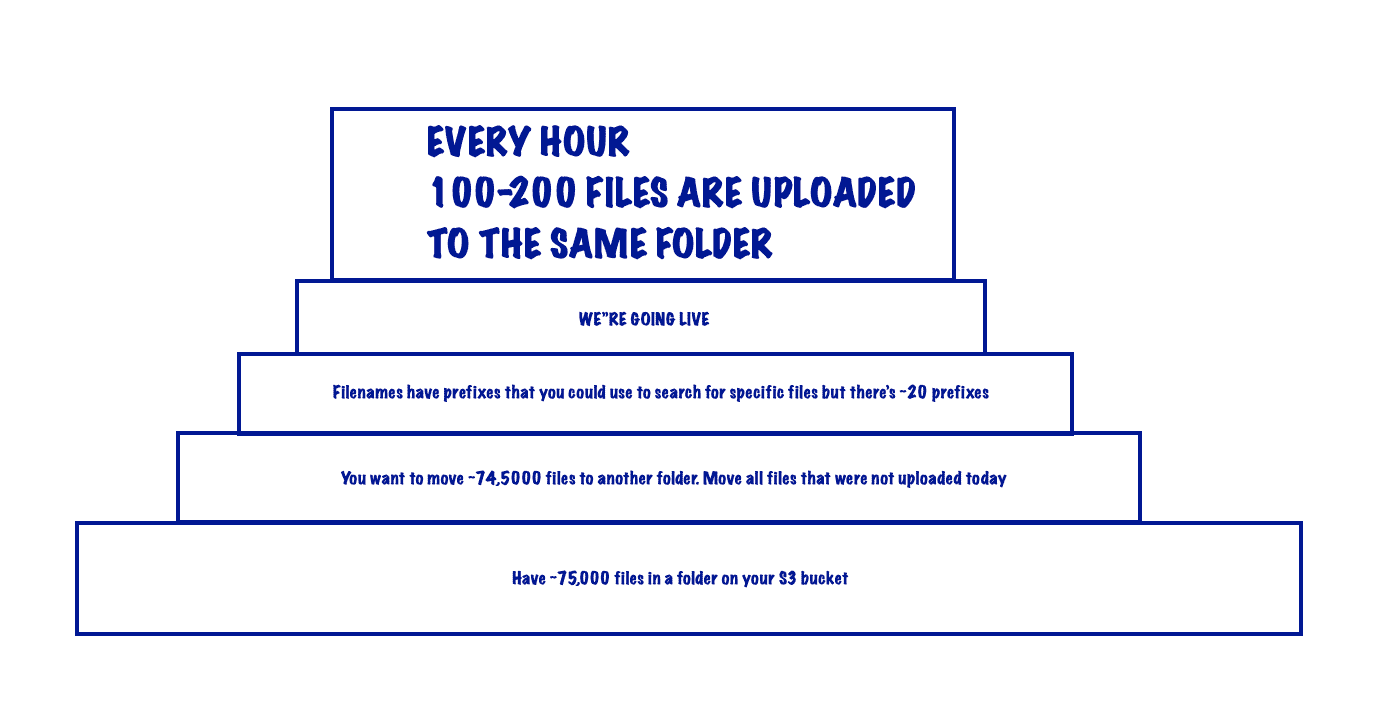 EVERY HOUR
100-200 FILES ARE UPLOADED
TO THE SAME FOLDER
WE"RE GOING LIVE
Filenames have prefixes that you could use to search for specific files but there's ~20 prefixes
You want to move ~74,5000 files to another folder. Move all files that were not uploaded today
Have ~75,000 files in a folder on your S3 bucket